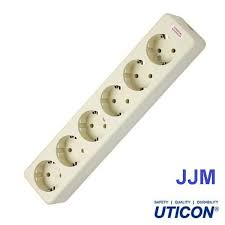 JJM
SAFETY | QUALITY | DURABILITY
UTICON®